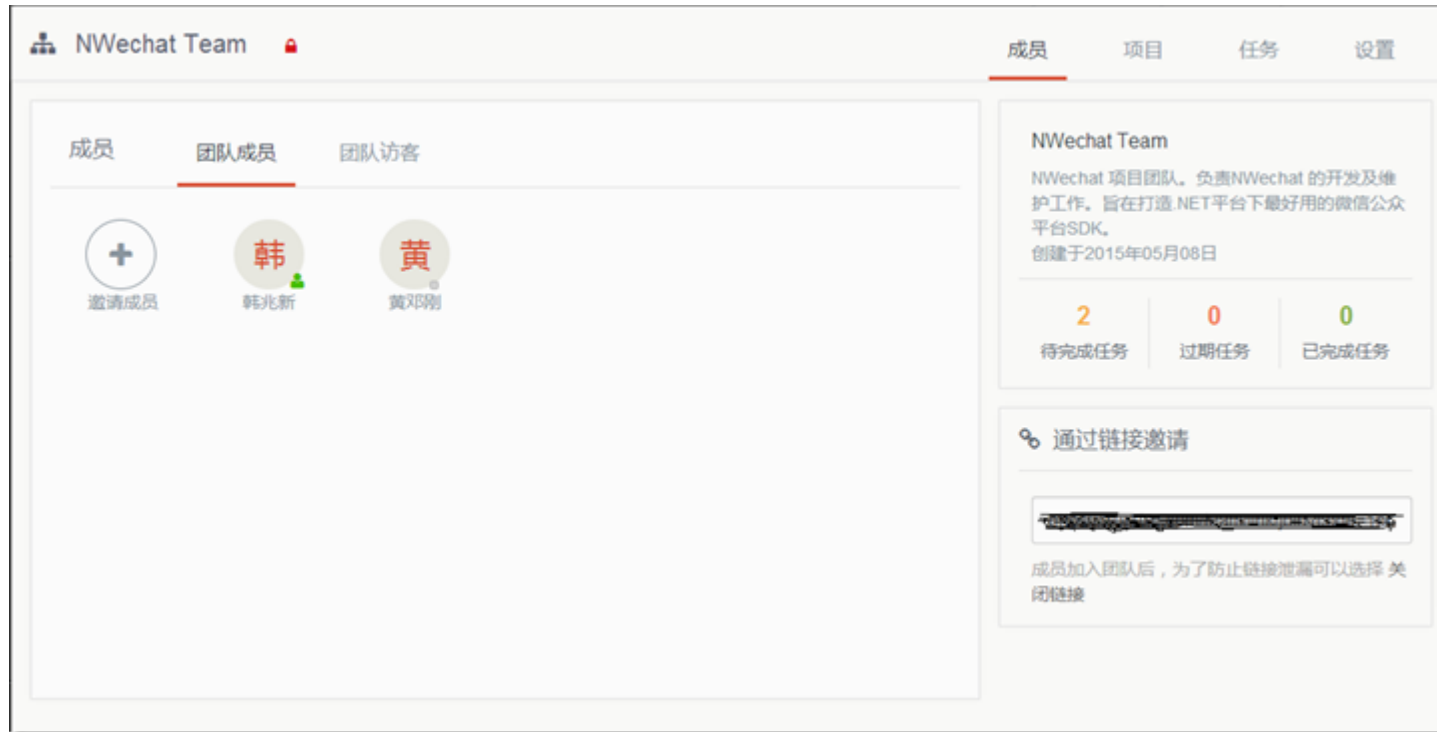 NWechat Team
成员 项目 任务 设置
成员 团队成员 团队访客
韩 黄
邀请成员 韩兆新 黄邓刚
NWechat Team
NWechat 项目团队。负责NWechat 的开发及维
护工作。旨在打造.NET平台下最好用的微信公众
平台SDK。
创建于2015年05月08日
2 0 0
待完成任务 过期任务 已完成任务
通过链接邀请
成员加入团队后，为了防止链接泄漏可以选择 关
闭链接